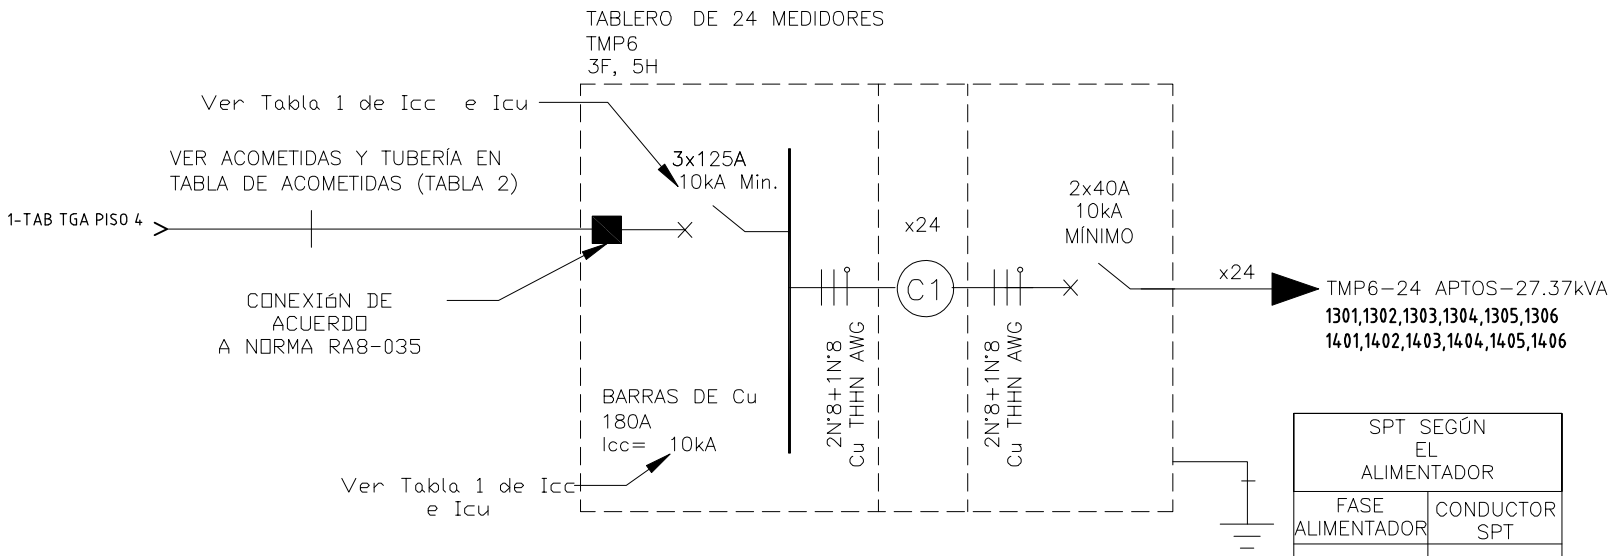 TABLERO DE 24 MEDIDORES
TMP6
3F, 5H
Ver Tabla 1 de Icc e Icu
VER ACOMETIDAS Y TUBERÍA EN
TABLA DE ACOMETIDAS (TABLA 2)
3x125A
10kA Min.
1-TAB TGA PISO 4
CONEXIóN DE
ACUERDO
A NORMA RA8-035
x24
C1
2x40A
10kA
MÍNIMO
x24
TMP6-24 APTOS-27.37kVA
1301,1302,1303,1304,1305,1306
1401,1402,1403,1404,1405,1406
2N°8+1N°8
Cu THHN AWG
2N°8+1N°8
Cu THHN AWG
BARRAS DE Cu
180A
Icc= 10kA
Ver Tabla 1 de Icc
e Icu
SPT SEGÚN
EL
ALIMENTADOR
FASE
ALIMENTADOR
CONDUCTOR
SPT